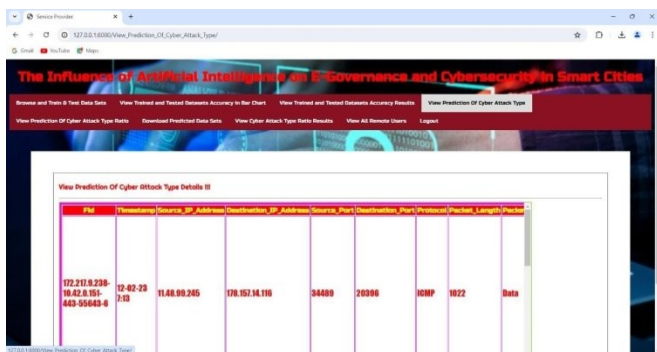 Service Provider
127.0.0.1:8000/View_Prediction_Of_Cyber_Attack_Type/
Gmail YouTube Maps
The Influence of Artificial Intelligence on E-Governance and Cybersecurity in Smart Cities
Browse and Train & Test Data Sets View Trained and Tested Datasets Accuracy in Bar Chart View Trained and Tested Datasets Accuracy Results View Prediction Of Cyber Attack Type
View Prediction Of Cyber Attack Type Ratio Download Predicted Data Sets View Cyber Attack Type Ratio Results View All Remote Users Logout
View Prediction Of Cyber Attack Type Details !!!
Fid Timestamp Source_IP_Address Destination_IP_Address Source_Port Destination_Port Protocol Packet_Length Packet
172.217.9.238-
10.42.0.151-
443-55643-6
12-02-23
7:13
11.48.99.245 178.157.14.116 34489 20396 ICMP 1022 Data
127.0.0.1:8000/View_Prediction_Of_Cyber_Attack_Type/